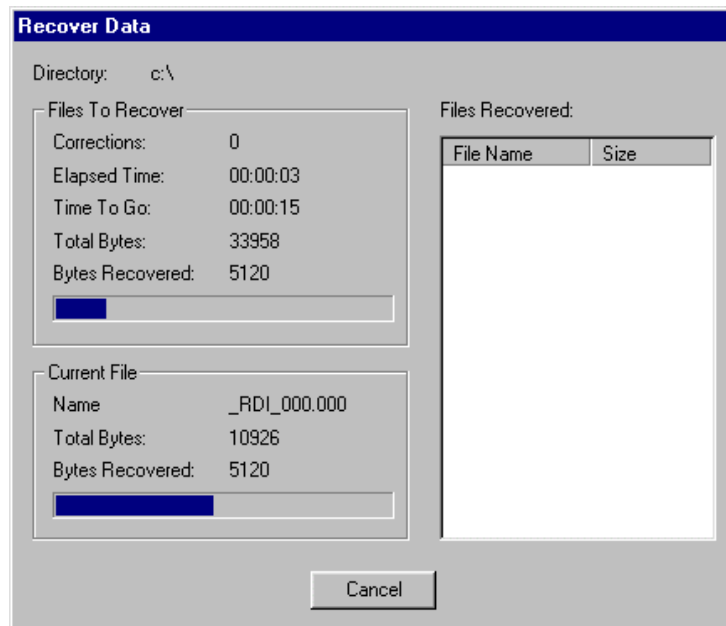 Recover Data
Directory: c:\
Files To Recover
Corrections: 0
Elapsed Time: 00:00:03
Time To Go: 00:00:15
Total Bytes: 33958
Bytes Recovered: 5120
Current File
Name _RDI_000.000
Total Bytes: 10926
Bytes Recovered: 5120
Files Recovered:
File Name Size
Cancel